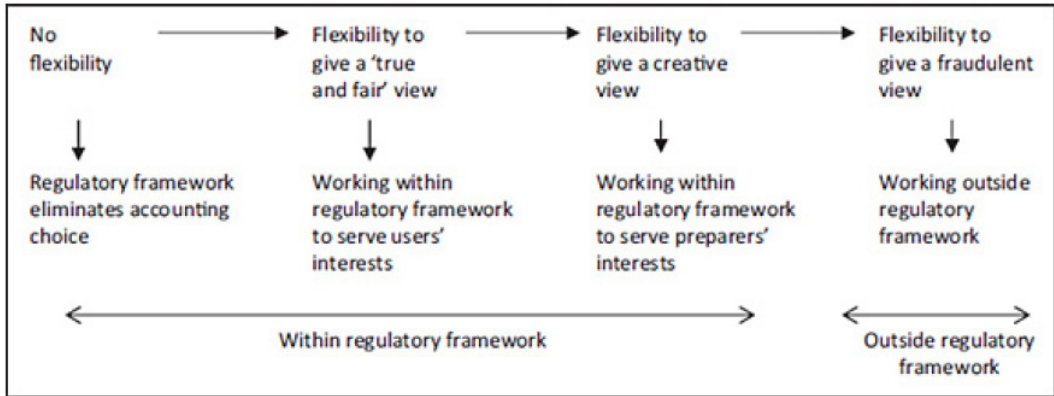 No
flexibility
Flexibility to
give a 'true
and fair' view
Flexibility to
give a creative
view
Flexibility to
give a fraudulent
view
Regulatory framework
eliminates accounting
choice
Working within
regulatory framework
to serve users'
interests
Working within
regulatory framework
to serve preparers'
interests
Working outside
regulatory
framework
Within regulatory framework
Outside regulatory
framework